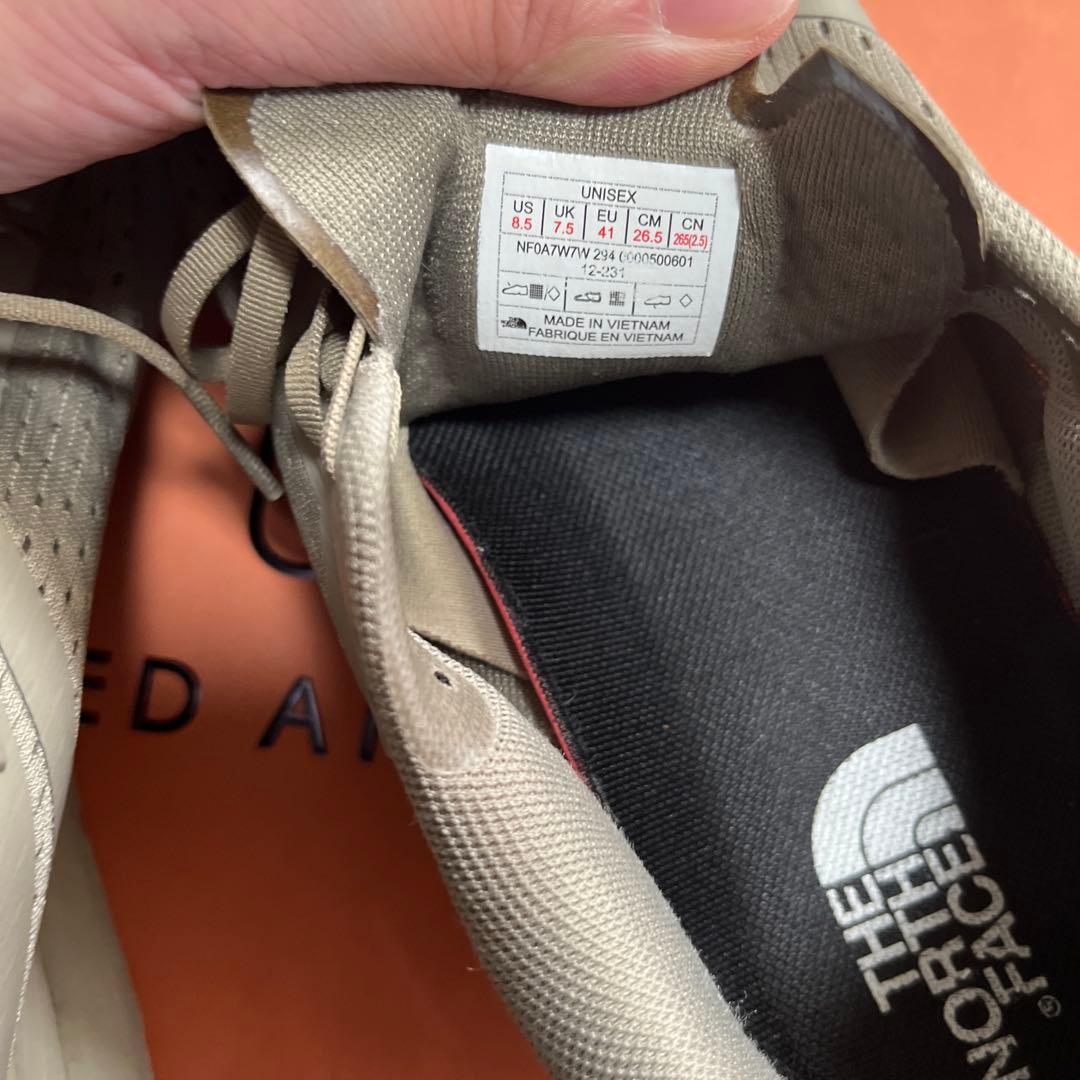 UNISEX
US UK EU CM CN
8.5 7.5 41 26.5 265(2.5)
NF0A7W7W 294 0000500601
12-231
MADE IN VIETNAM
FABRIQUE EN VIETNAM
THE
NORTH
FACE
ED